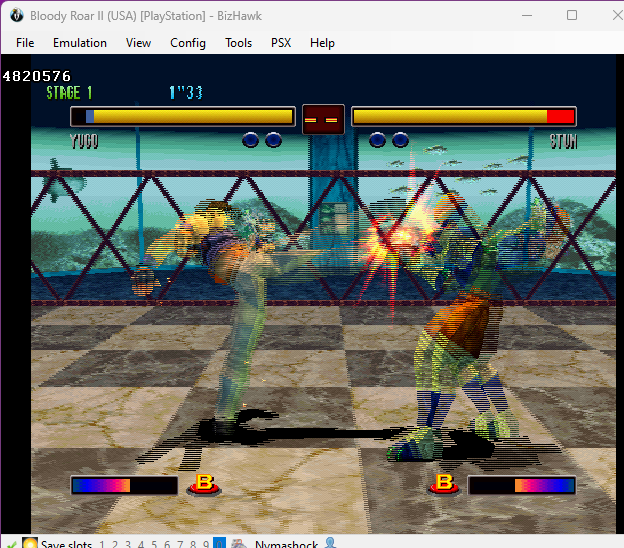 Bloody Roar II (USA) [PlayStation] - BizHawk
File Emulation View Config Tools PSX Help
4820576
STAGE 1 1"33
YUGO STUN
B B
Save slots 1 2 3 4 5 6 7 8 9 0 Nymashock